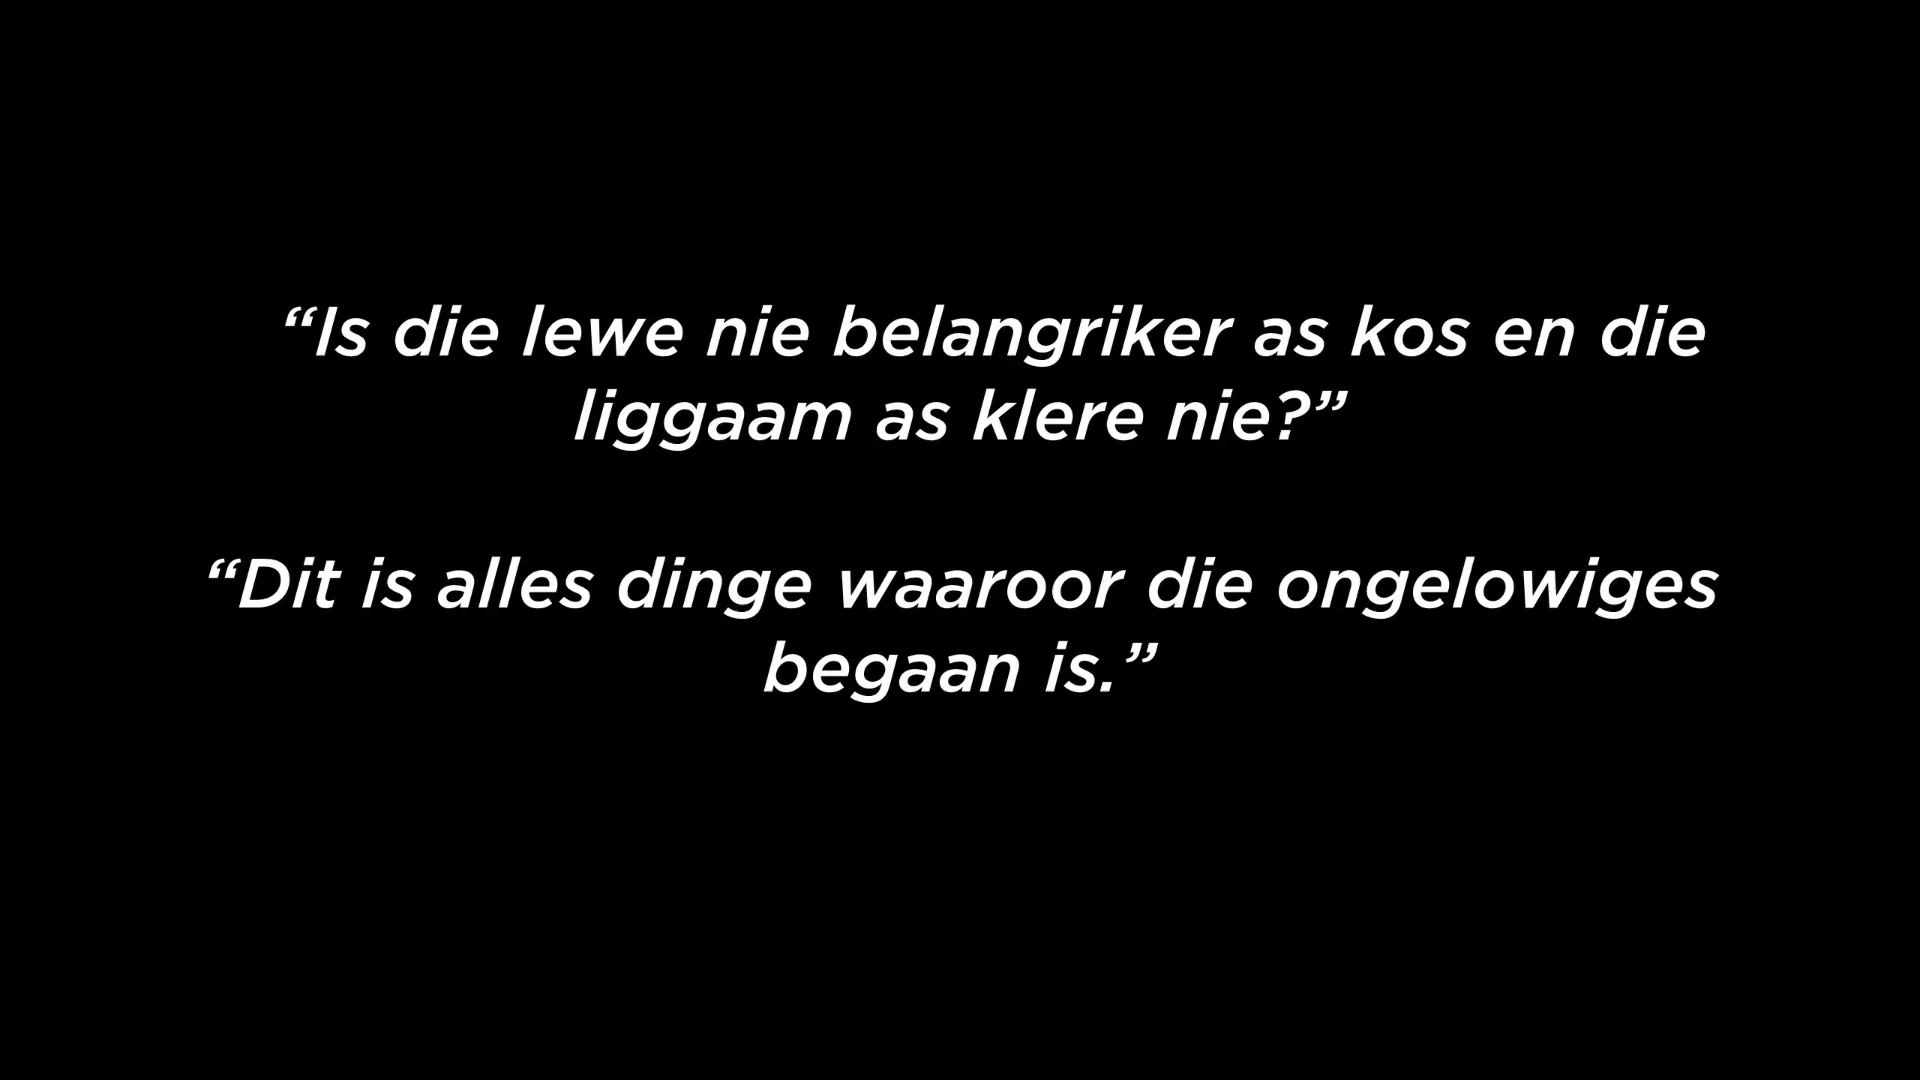 “Is die lewe nie belangriker as kos en die
liggaam as klere nie?”
“Dit is alles dinge waaroor die ongelowiges
begaan is.”